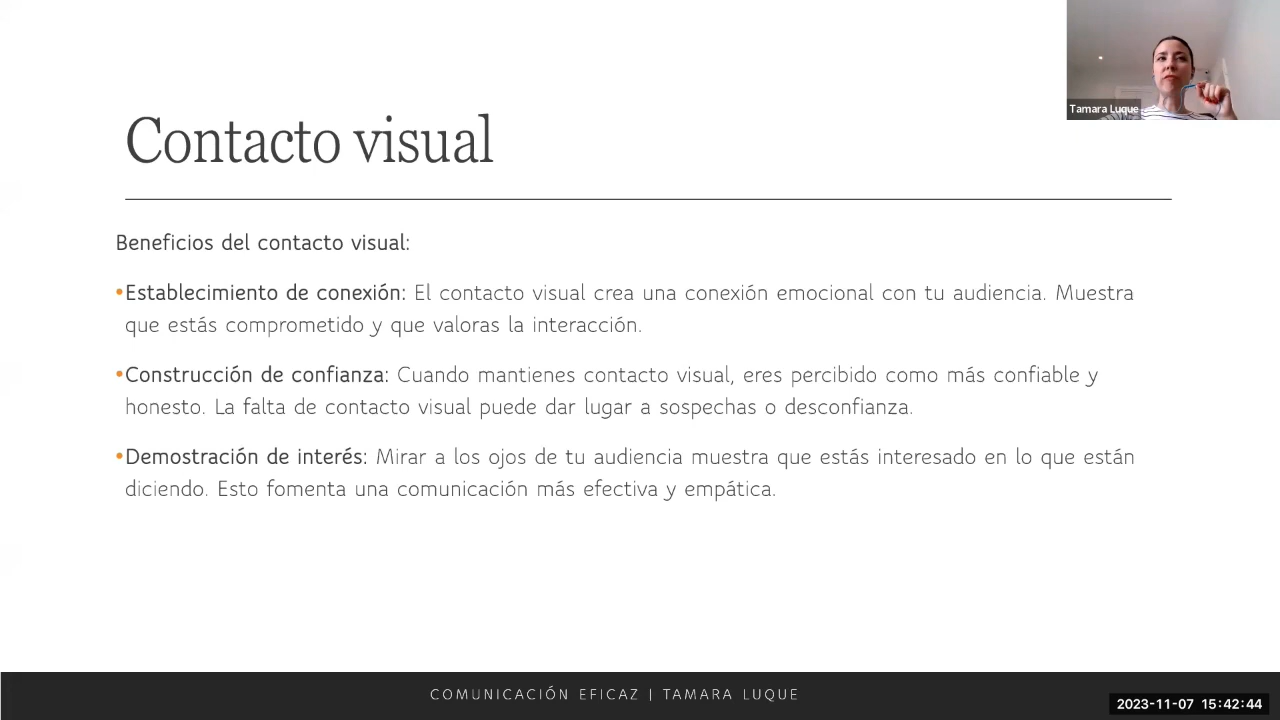 Tamara Luque
Contacto visual
Beneficios del contacto visual:
•Establecimiento de conexión: El contacto visual crea una conexión emocional con tu audiencia. Muestra
que estás comprometido y que valoras la interacción.
•Construcción de confianza: Cuando mantienes contacto visual, eres percibido como más confiable y
honesto. La falta de contacto visual puede dar lugar a sospechas o desconfianza.
•Demostración de interés: Mirar a los ojos de tu audiencia muestra que estás interesado en lo que están
diciendo. Esto fomenta una comunicación más efectiva y empática.
COMUNICACIÓN EFICAZ | TAMARA LUQUE
2023-11-07 15:42:44